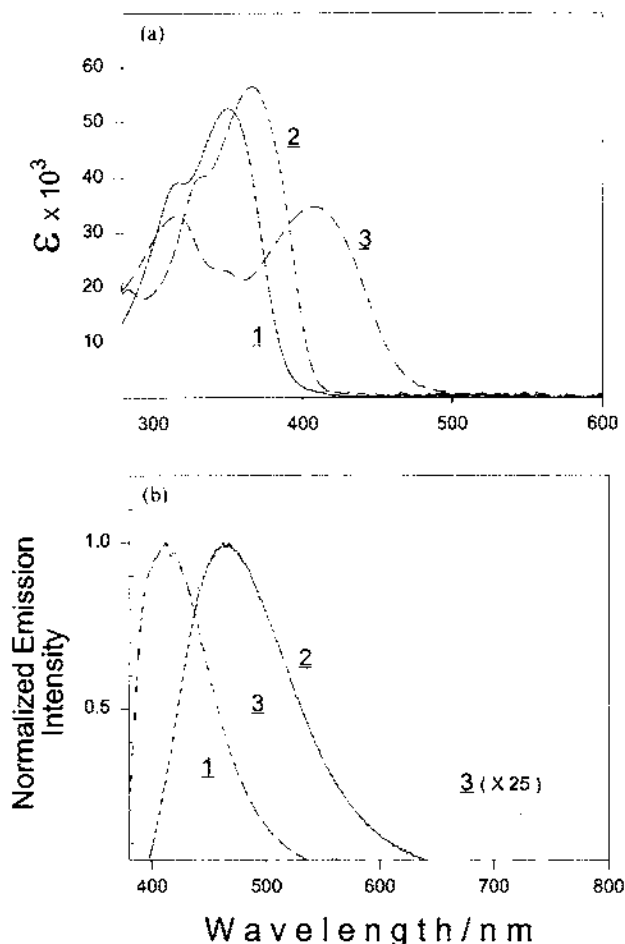 (a)
60
50
40
30
20
10
ε x 10³
2
3
1
300 400 500 600
(b)
1.0
0.5
Normalized Emission
Intensity
2
3
1
3 ( X 25 )
400 500 600 700 800
Wavelength/nm